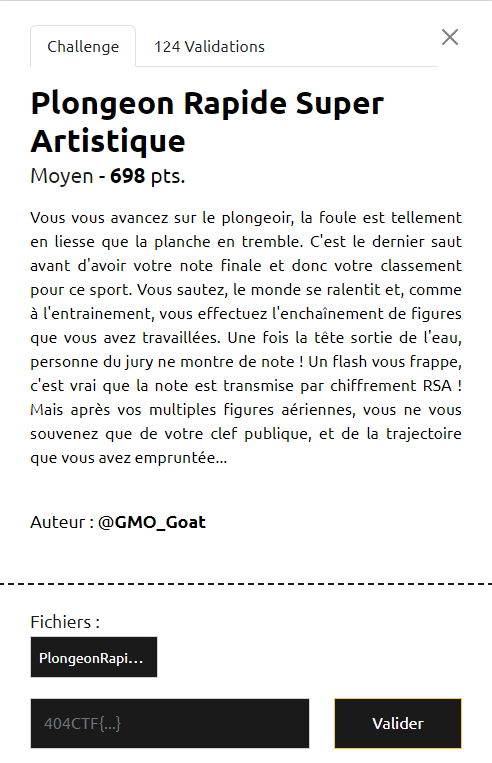 Challenge
124 Validations
Plongeon Rapide Super
Artistique
Moyen - 698 pts.
Vous vous avancez sur le plongeoir, la foule est tellement
en liesse que la planche en tremble. C'est le dernier saut
avant d'avoir votre note finale et donc votre classement
pour ce sport. Vous sautez, le monde se ralentit et, comme
à l'entrainement, vous effectuez l'enchaînement de figures
que vous avez travaillées. Une fois la tête sortie de l'eau,
personne du jury ne montre de note ! Un flash vous frappe,
c'est vrai que la note est transmise par chiffrement RSA !
Mais après vos multiples figures aériennes, vous ne vous
souvenez que de votre clef publique, et de la trajectoire
que vous avez empruntée...
Auteur : @GMO_Goat
Fichiers :
PlongeonRapi...
404CTF{...}
Valider